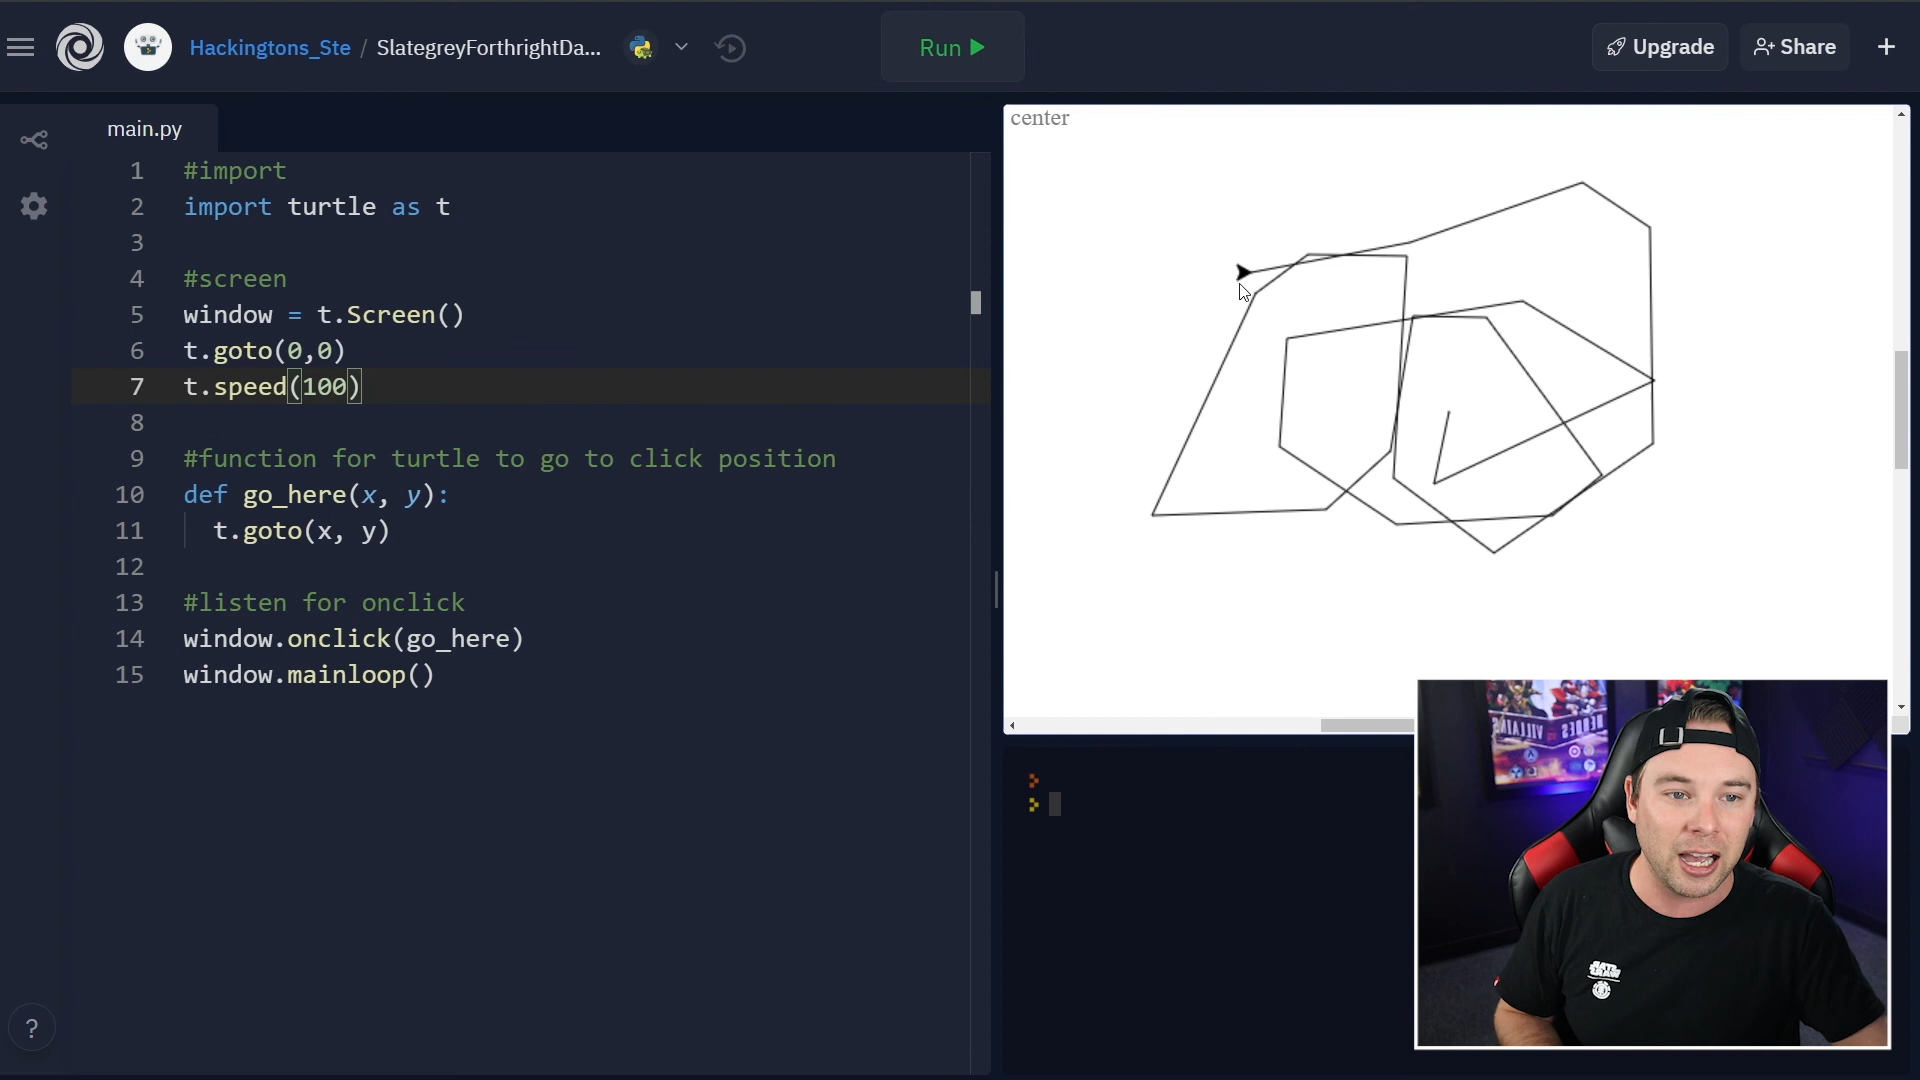 Hackingtons_Ste / SlategreyForthrightDa...
Run
Upgrade
Share
main.py
1 #import
2 import turtle as t
3
4 #screen
5 window = t.Screen()
6 t.goto(0,0)
7 t.speed(100)
8
9 #function for turtle to go to click position
10 def go_here(x, y):
11 t.goto(x, y)
12
13 #listen for onclick
14 window.onclick(go_here)
15 window.mainloop()
center
HEROES
VILLAINS
?